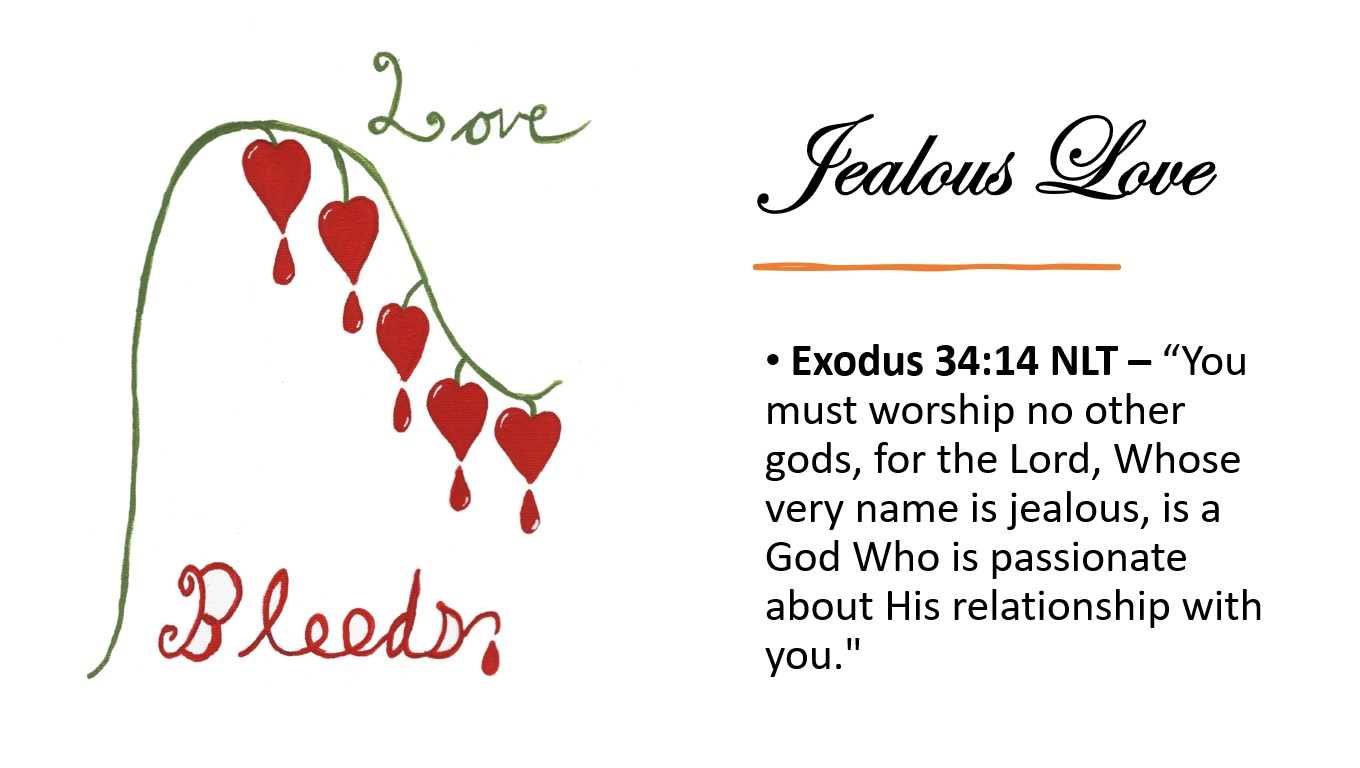 Love
Bleeds
Jealous Love
• Exodus 34:14 NLT – “You
must worship no other
gods, for the Lord, Whose
very name is jealous, is a
God Who is passionate
about His relationship with
you."